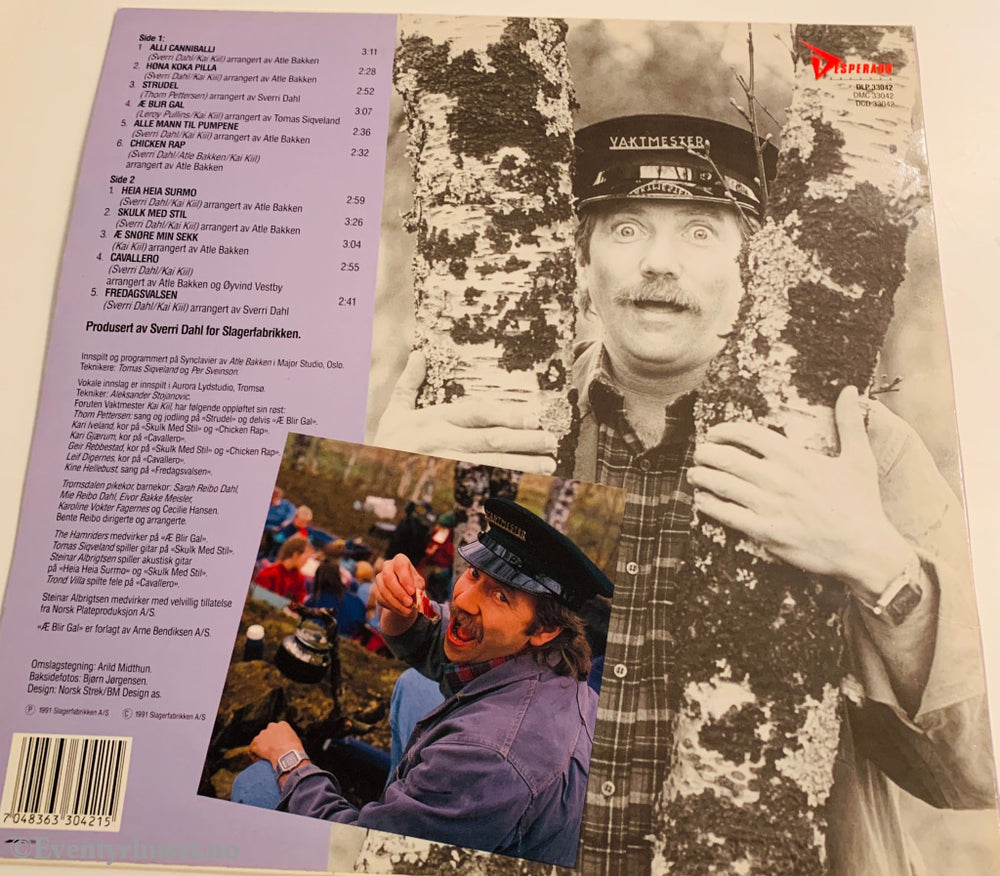 Side 1:
1 ALLI CANNIBALLI 3:11
(Sverri Dahl/Kai Kiil) arrangert av Atle Bakken
2. HØNA KOKA PILLA 2:28
(Sverri Dahl/Kai Kiil) arrangert av Atle Bakken
3. STRUDEL 2:52
(Thom Pettersen) arrangert av Sverri Dahl
4. Æ BLIR GAL 3:07
(Leroy Pullins/Kai Kiil) arrangert av Tomas Siqveland
5. ALLE MANN TIL PUMPENE 2:36
(Sverri Dahl/Kai Kiil) arrangert av Atle Bakken
6. CHICKEN RAP 2:32
(Sverri Dahl/Atle Bakken/Kai Kiil)
arrangert av Atle Bakken
Side 2
1. HEIA HEIA SURMO 2:59
(Sverri Dahl/Kai Kiil) arrangert av Atle Bakken
2. SKULK MED STIL 3:26
(Sverri Dahl/Kai Kiil) arrangert av Atle Bakken
3. Æ SNØRE MIN SEKK 3:04
(Kai Kiil) arrangert av Atle Bakken
4. CAVALLERO 2:55
(Sverri Dahl/Kai Kiil)
arrangert av Atle Bakken og Øyvind Vestby
5. FREDAGSVALSEN 2:41
(Sverri Dahl/Kai Kiil) arrangert av Sverri Dahl
Produsert av Sverri Dahl for Slagerfabrikken.
Innspilt og programmert på Synclavier av Atle Bakken i Major Studio, Oslo.
Teknikere: Tomas Siqveland og Per Sveinson.
Vokale innslag er innspilt i Aurora Lydstudio, Tromsø.
Tekniker: Aleksander Stojanovic.
Foruten Vaktmester Kai Kiil, har følgende oppløftet sin røst:
Thom Pettersen: sang og jodling på «Strudel» og delvis «Æ Blir Gal».
Kari Iveland, kor på «Skulk Med Stil» og «Chicken Rap».
Kari Gjærum, kor på «Cavallero».
Geir Rebbestad, kor på «Skulk Med Stil» og «Chicken Rap».
Leif Digernes, kor på «Cavallero».
Kine Hellebust, sang på «Fredagsvalsen».
Tromsdalen pikekor, barnekor: Sarah Reibo Dahl,
Mie Reibo Dahl, Eivor Bakke Meisler,
Karoline Vokter Fagernes og Cecilie Hansen.
Bente Reibo dirigerte og arrangerte.
The Hamriders medvirker på «Æ Blir Gal».
Tomas Siqveland spiller gitar på «Skulk Med Stil».
Steinar Albrigtsen spiller akustisk gitar
på «Heia Heia Surmo» og «Skulk Med Stil».
Trond Villa spilte fele på «Cavallero».
Steinar Albrigtsen medvirker med velvillig tillatelse
fra Norsk Plateproduksjon A/S.
«Æ Blir Gal» er forlagt av Arne Bendiksen A/S.
Omslagstegning: Arild Midthun.
Baksidefotos: Bjørn Jørgensen.
Design: Norsk Strek/BM Design as.
Ⓟ 1991 Slagerfabrikken A/S © 1991 Slagerfabrikken A/S
7 048363 304215
©Eventyrhuset.no
DESPERADO
DLP 33042
DMC 33042
DCD 33042
VAKTMESTER
VAKTMESTER